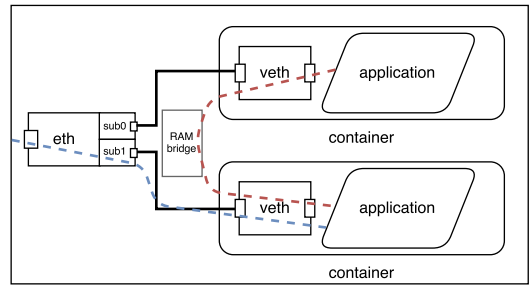 veth
application
container
eth
sub0
sub1
RAM
bridge
veth
application
container